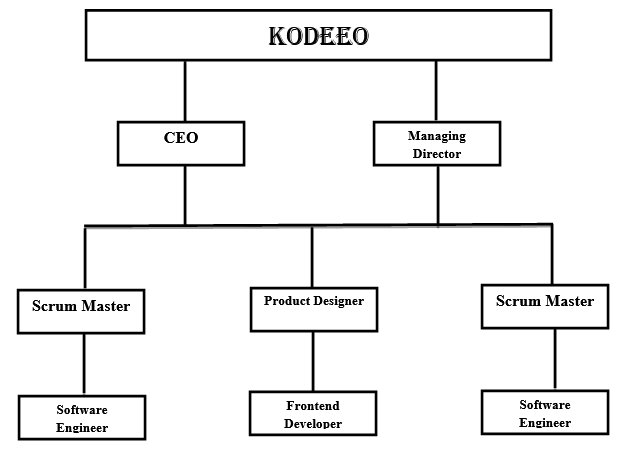 KODEEO
CEO
Managing
Director
Scrum Master
Product Designer
Scrum Master
Software
Engineer
Frontend
Developer
Software
Engineer